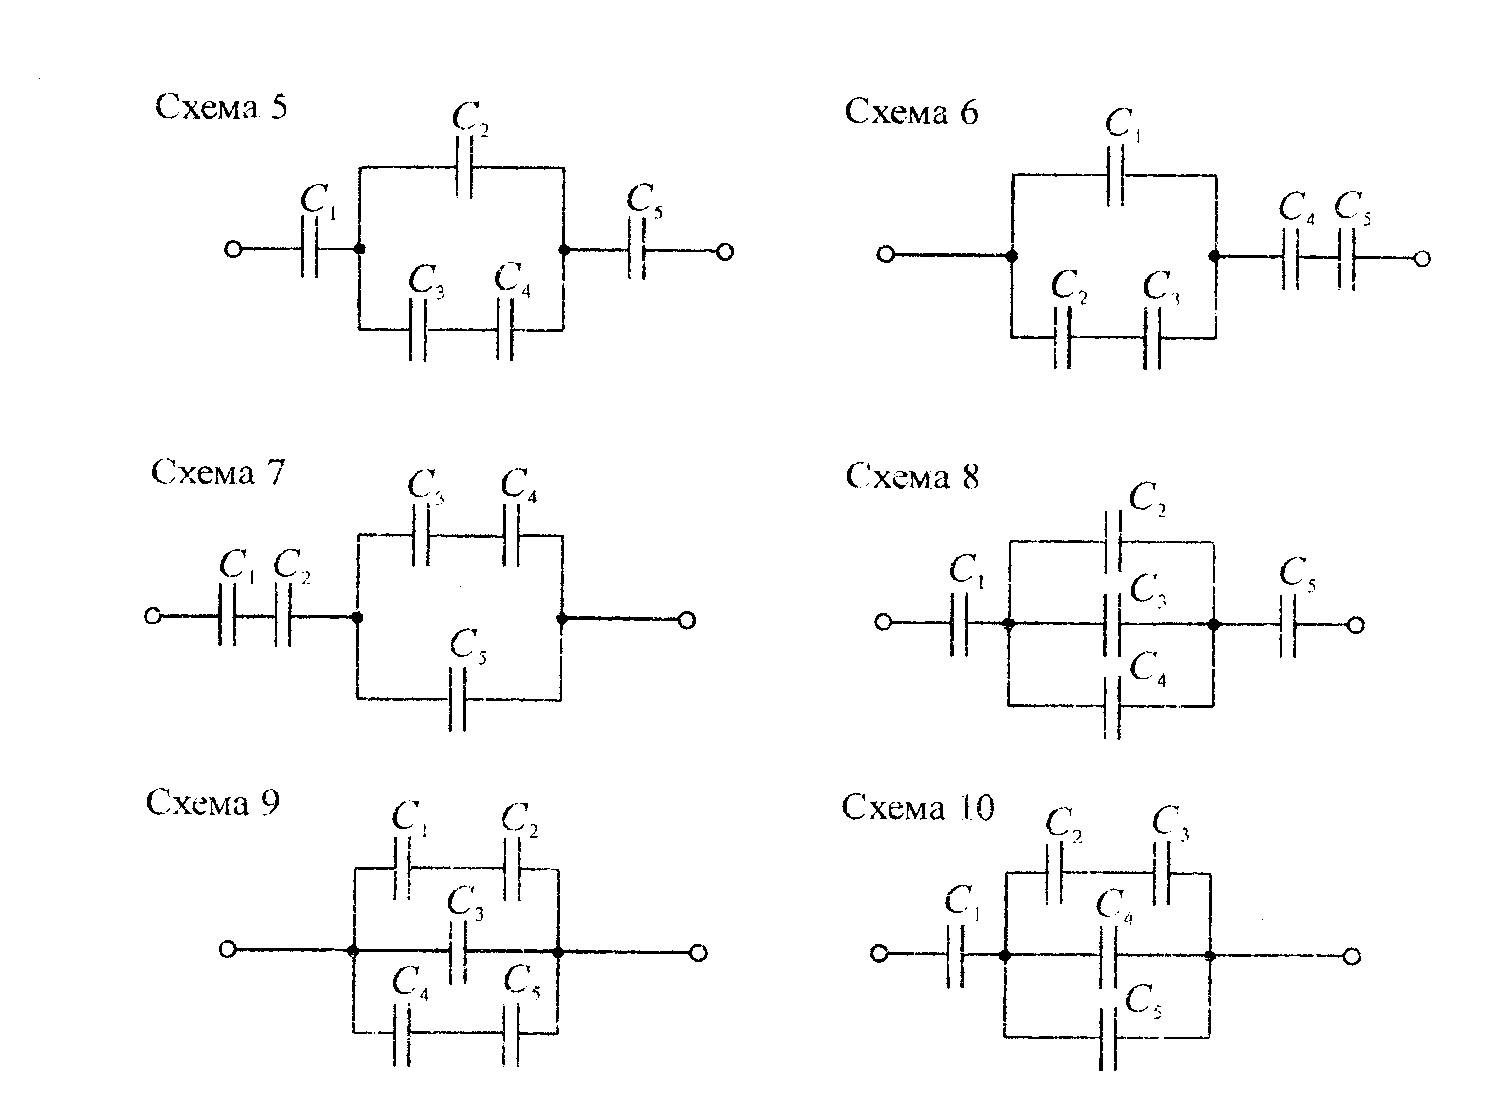 Схема 5
C₂
C₁
C₅
C₃ C₄
Схема 6
C₁
C₄ C₅
C₂ C₃
Схема 7
C₃ C₄
C₁ C₂
C₅
Схема 8
C₂
C₁
C₃
C₅
C₄
Схема 9
C₁ C₂
C₃
C₄ C₅
Схема 10
C₂ C₃
C₁
C₄
C₅